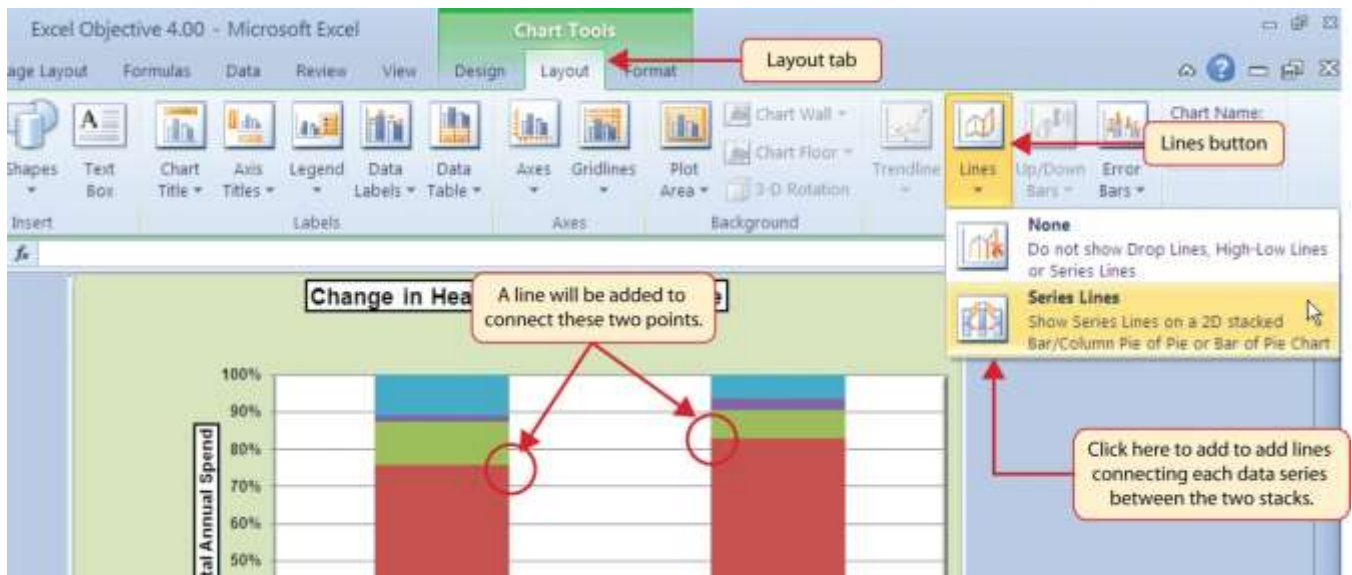 Excel Objective 4.00 - Microsoft Excel
Chart Tools
age Layout Formulas Data Review View Design Layout Format
Layout tab
Shapes
Text Box
Chart Title
Axis Titles
Legend
Data Labels
Data Table
Axes
Gridlines
Plot Area
Chart Wall
Chart Floor
3-D Rotation
Trendline
Lines
Up/Down Bars
Error Bars
Chart Name:
Lines button
Insert
Labels
Axes
Background
None
Do not show Drop Lines, High-Low Lines
or Series Lines
Series Lines
Show Series Lines on a 2D stacked
Bar/Column Pie of Pie or Bar of Pie Chart
fx
Change in Hea
A line will be added to
connect these two points.
100%
90%
80%
70%
60%
50%
tal Annual Spend
Click here to add to add lines
connecting each data series
between the two stacks.